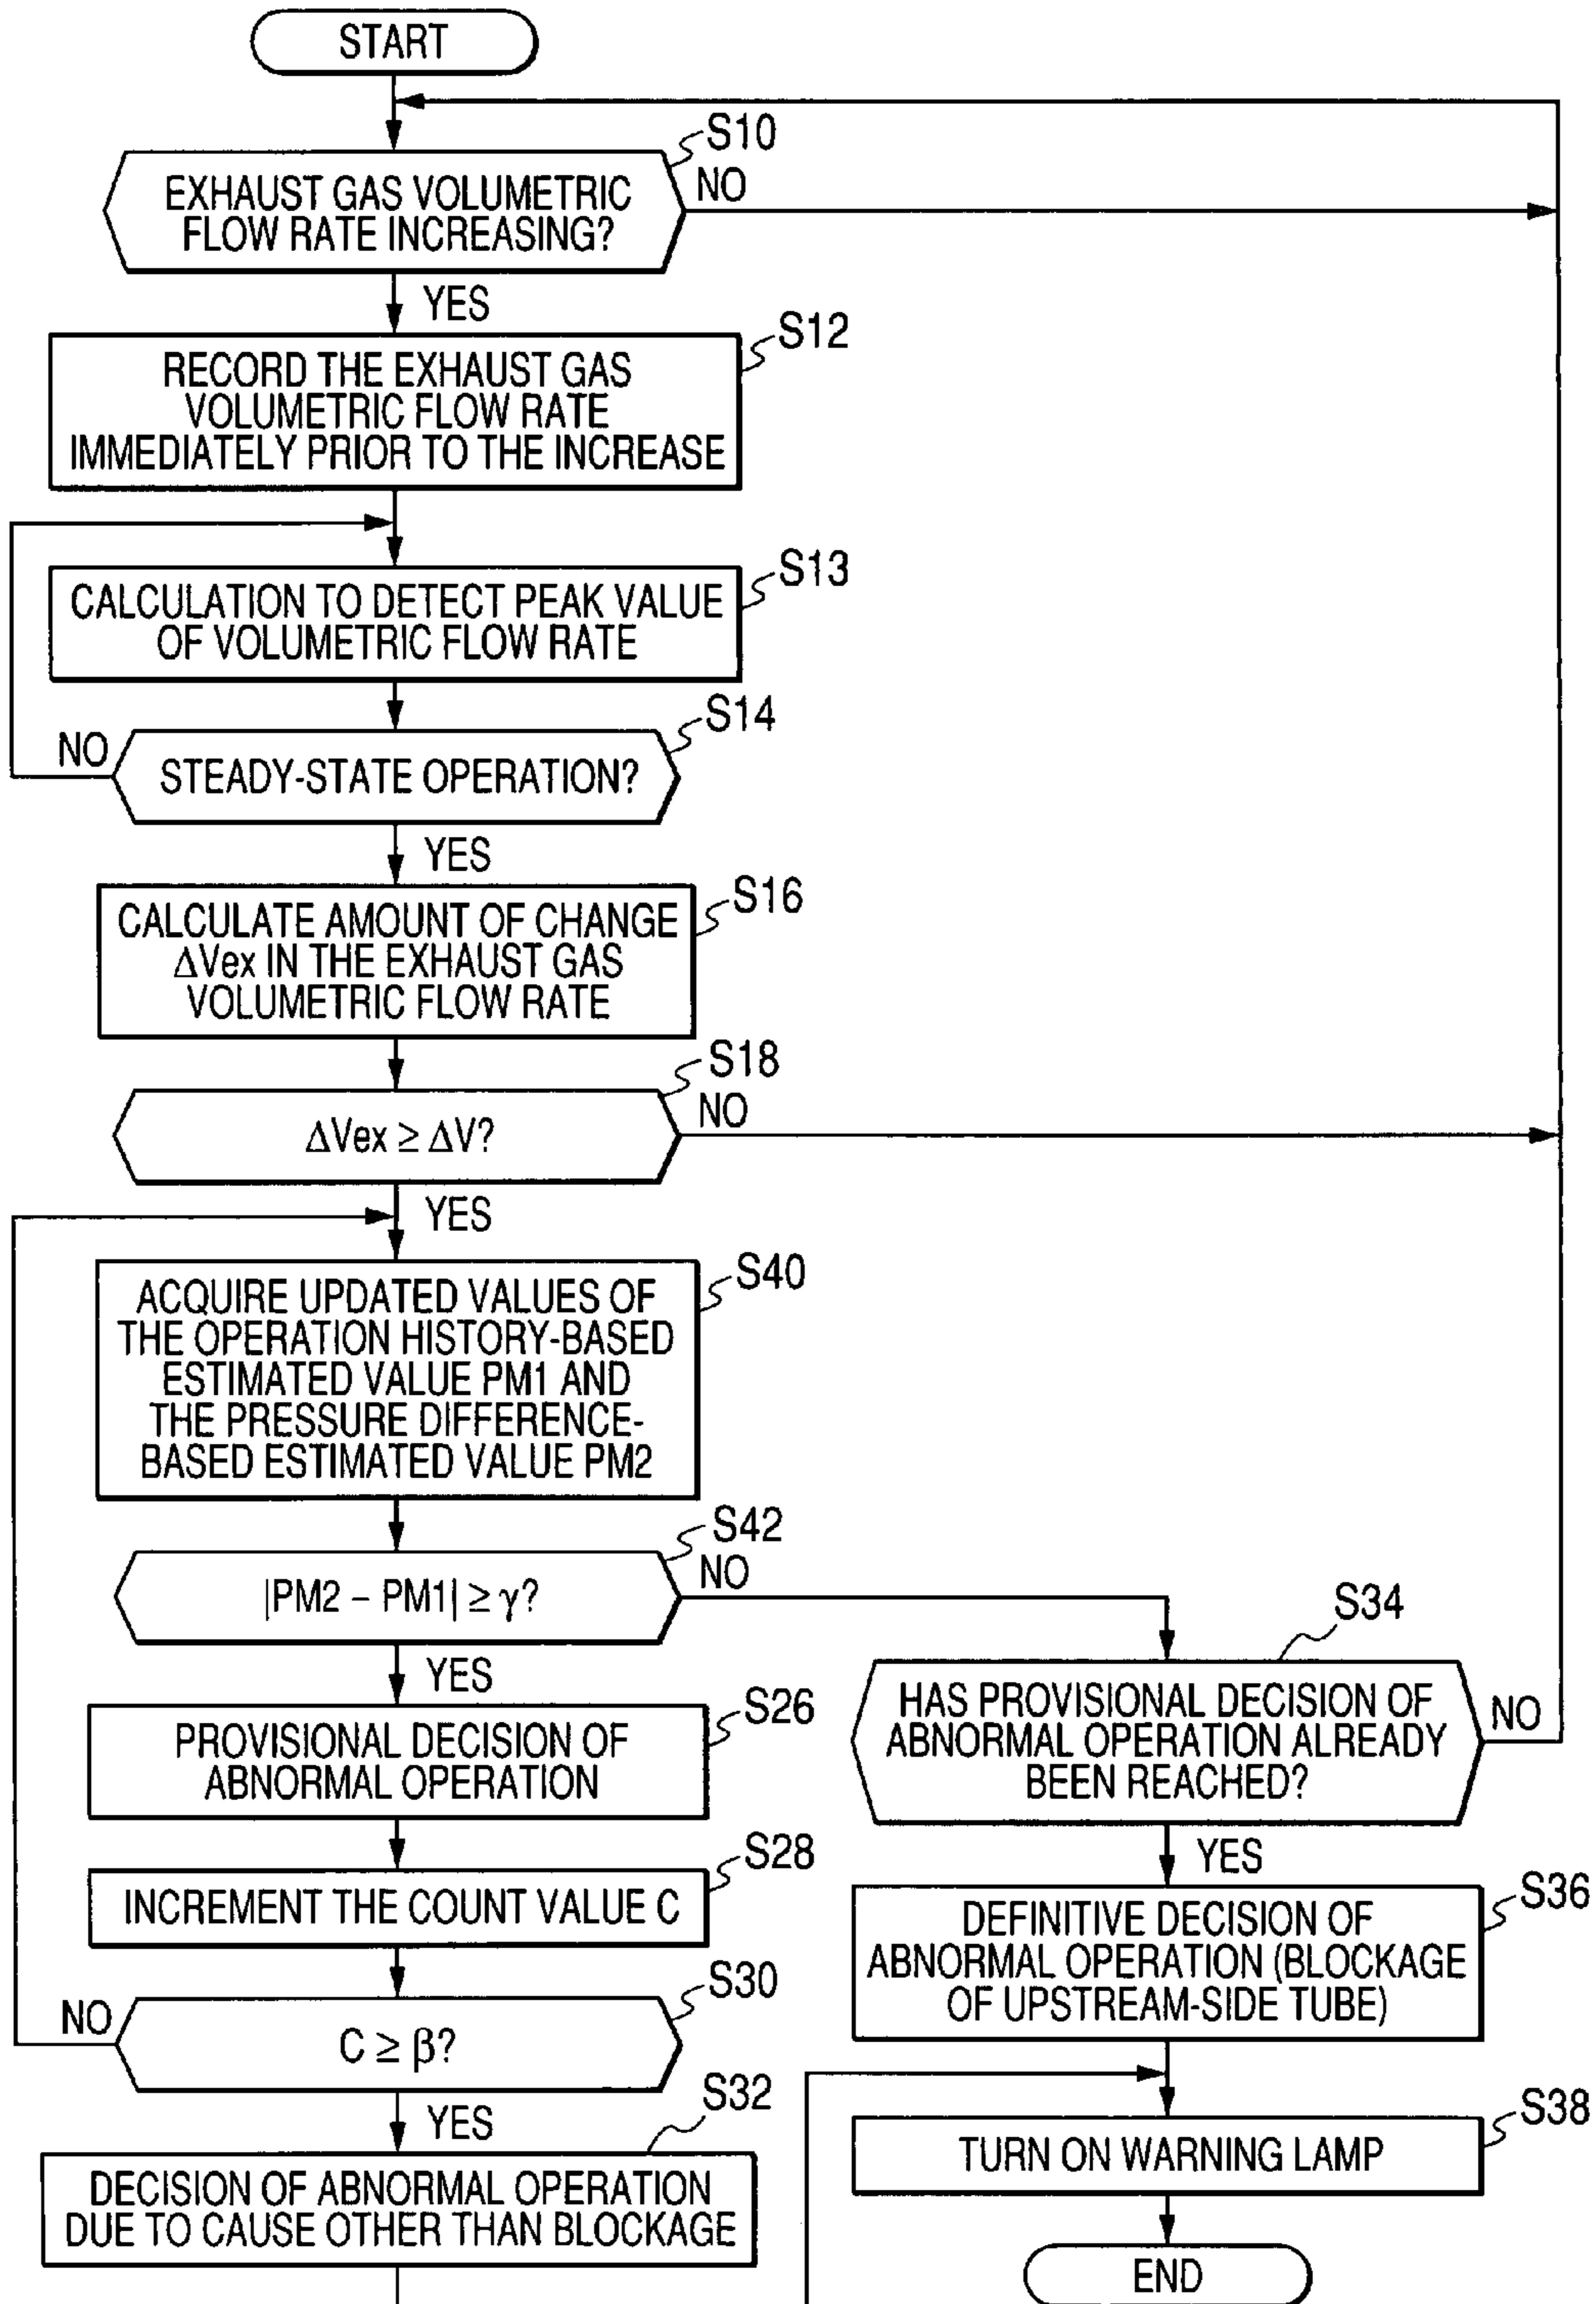 START
S10
EXHAUST GAS VOLUMETRIC
FLOW RATE INCREASING?
NO
YES
S12
RECORD THE EXHAUST GAS
VOLUMETRIC FLOW RATE
IMMEDIATELY PRIOR TO THE INCREASE
S13
CALCULATION TO DETECT PEAK VALUE
OF VOLUMETRIC FLOW RATE
S14
NO
STEADY-STATE OPERATION?
YES
S16
CALCULATE AMOUNT OF CHANGE
ΔVex IN THE EXHAUST GAS
VOLUMETRIC FLOW RATE
S18
ΔVex ≥ ΔV?
NO
YES
S40
ACQUIRE UPDATED VALUES OF
THE OPERATION HISTORY-BASED
ESTIMATED VALUE PM1 AND
THE PRESSURE DIFFERENCE-
BASED ESTIMATED VALUE PM2
S42
|PM2 – PM1| ≥ γ?
NO
YES
S26
PROVISIONAL DECISION OF
ABNORMAL OPERATION
S28
INCREMENT THE COUNT VALUE C
S30
NO
C ≥ β?
YES
S32
DECISION OF ABNORMAL OPERATION
DUE TO CAUSE OTHER THAN BLOCKAGE
S34
HAS PROVISIONAL DECISION OF
ABNORMAL OPERATION ALREADY
BEEN REACHED?
NO
YES
S36
DEFINITIVE DECISION OF
ABNORMAL OPERATION (BLOCKAGE
OF UPSTREAM-SIDE TUBE)
S38
TURN ON WARNING LAMP
END